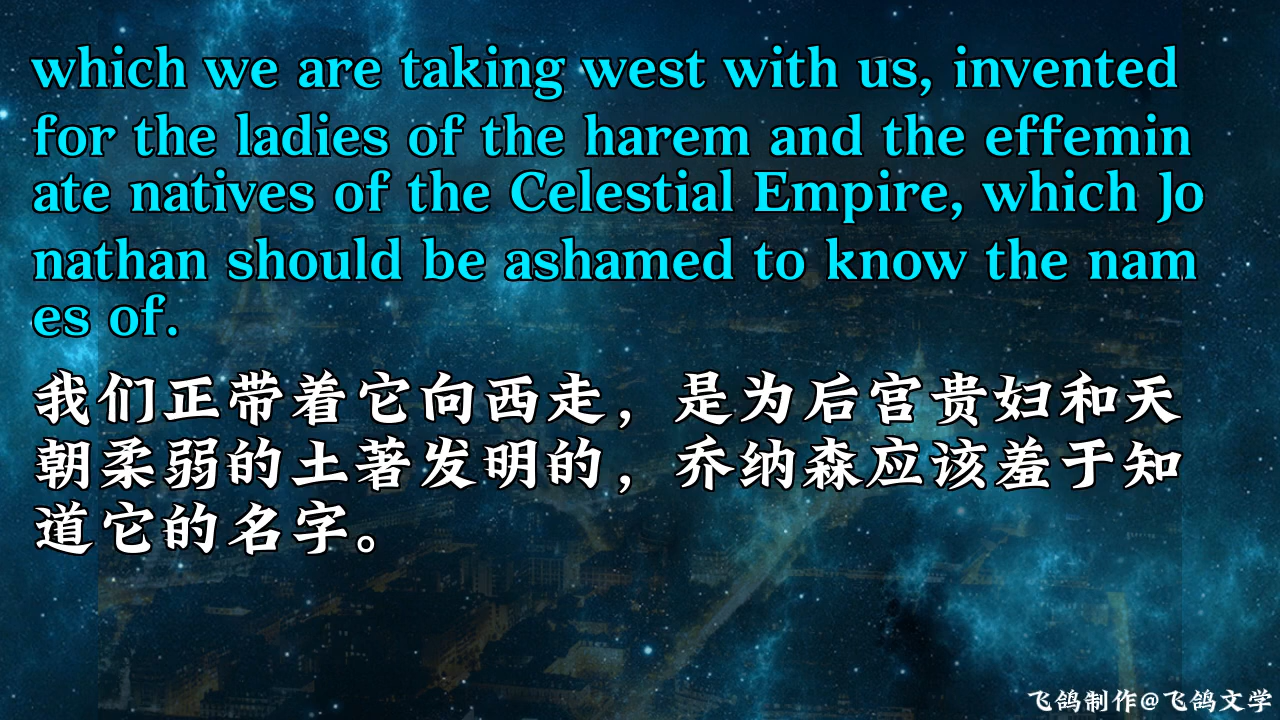 which we are taking west with us, invented
for the ladies of the harem and the effemin
ate natives of the Celestial Empire, which Jo
nathan should be ashamed to know the nam
es of.
我们正带着它向西走，是为后宫贵妇和天
朝柔弱的土著发明的，乔纳森应该羞于知
道它的名字。
飞鸽制作@飞鸽文学